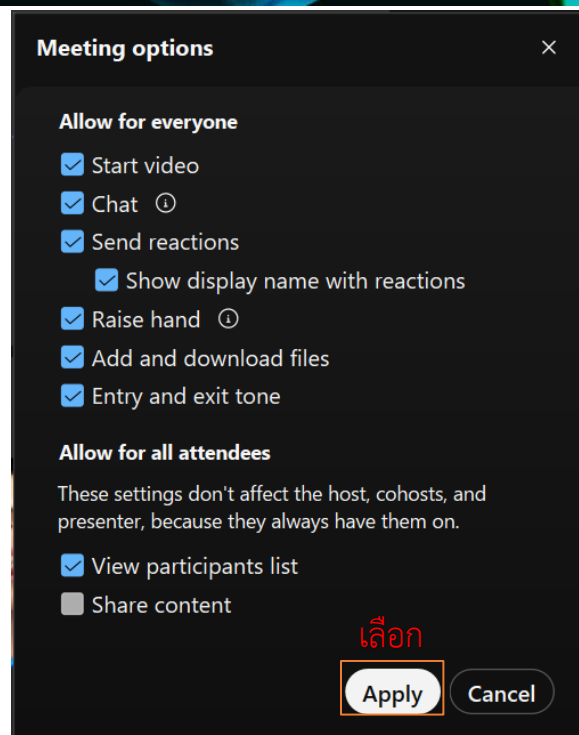 Meeting options
Allow for everyone
Start video
Chat
Send reactions
Show display name with reactions
Raise hand
Add and download files
Entry and exit tone
Allow for all attendees
These settings don't affect the host, cohosts, and
presenter, because they always have them on.
View participants list
Share content
เลือก
Apply Cancel